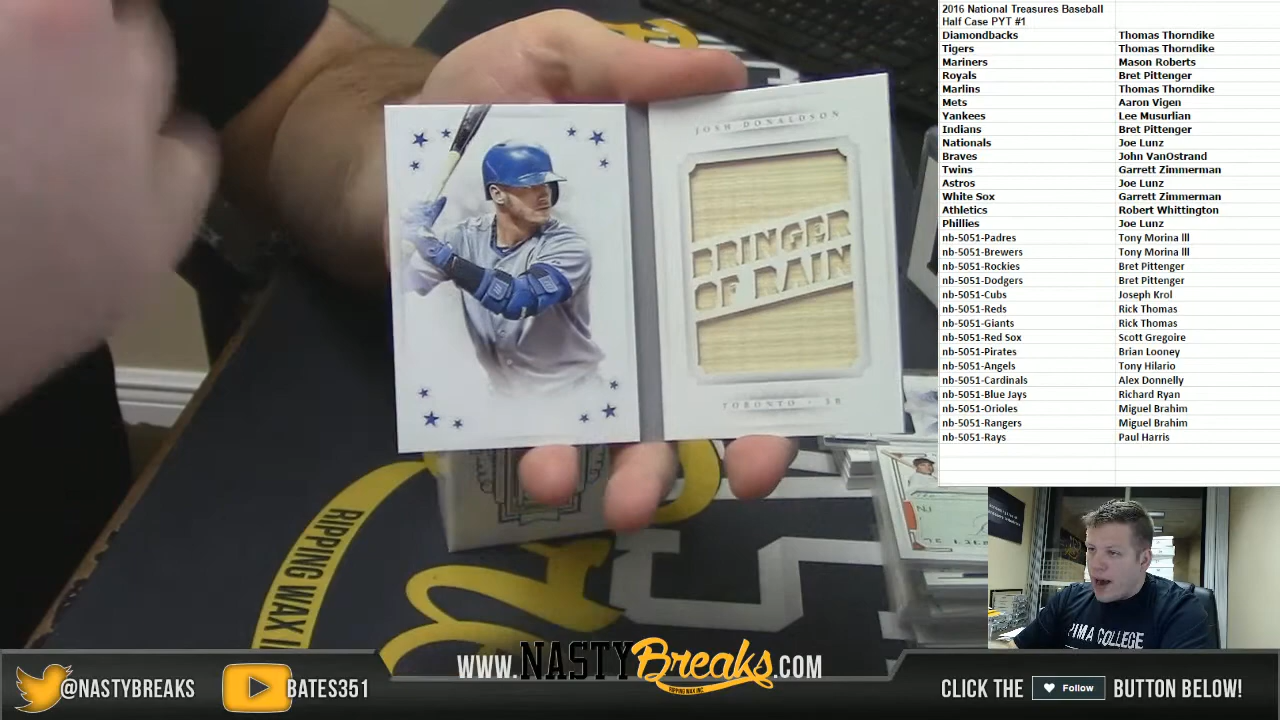 2016 National Treasures Baseball
Half Case PYT #1
Diamondbacks Thomas Thorndike
Tigers Thomas Thorndike
Mariners Mason Roberts
Royals Bret Pittenger
Marlins Thomas Thorndike
Mets Aaron Vigen
Yankees Lee Musurlian
Indians Bret Pittenger
Nationals Joe Lunz
Braves John VanOstrand
Twins Garrett Zimmerman
Astros Joe Lunz
White Sox Garrett Zimmerman
Athletics Robert Whittington
Phillies Joe Lunz
nb-5051-Padres Tony Morina lll
nb-5051-Brewers Tony Morina lll
nb-5051-Rockies Bret Pittenger
nb-5051-Dodgers Bret Pittenger
nb-5051-Cubs Joseph Krol
nb-5051-Reds Rick Thomas
nb-5051-Giants Rick Thomas
nb-5051-Red Sox Scott Gregoire
nb-5051-Pirates Brian Looney
nb-5051-Angels Tony Hilario
nb-5051-Cardinals Alex Donnelly
nb-5051-Blue Jays Richard Ryan
nb-5051-Orioles Miguel Brahim
nb-5051-Rangers Miguel Brahim
nb-5051-Rays Paul Harris
JOSH DONALDSON
BRINGER
OF RAIN
TORONTO - 3B
RIPPING WAX I
PIMA COLLEGE
@NASTYBREAKS
BATES351
WWW.NASTYBreaks.COM
RIPPING WAX INC.
CLICK THE Follow BUTTON BELOW!